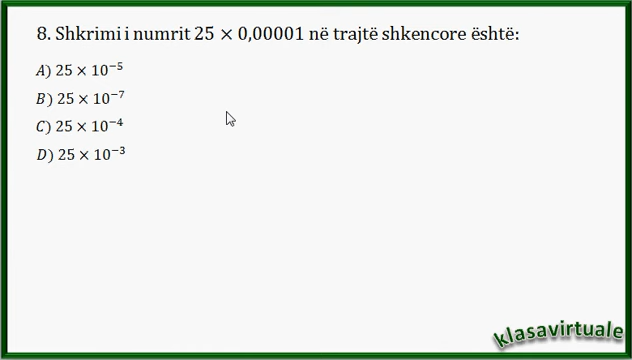 8. Shkrimi i numrit 25 × 0,00001 në trajtë shkencore është:
A) 25 × 10⁻⁵
B) 25 × 10⁻⁷
C) 25 × 10⁻⁴
D) 25 × 10⁻³
klasavirtuale